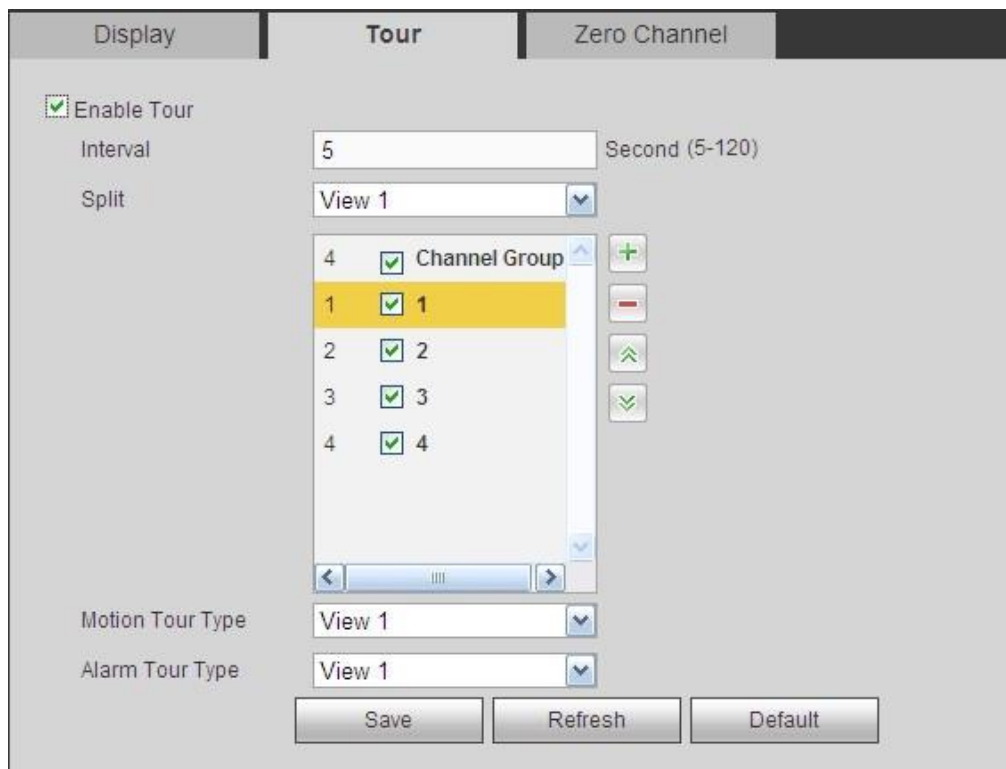 Display Tour Zero Channel
Enable Tour
Interval 5 Second (5-120)
Split View 1
4 Channel Group
1 1
2 2
3 3
4 4
Motion Tour Type View 1
Alarm Tour Type View 1
Save Refresh Default